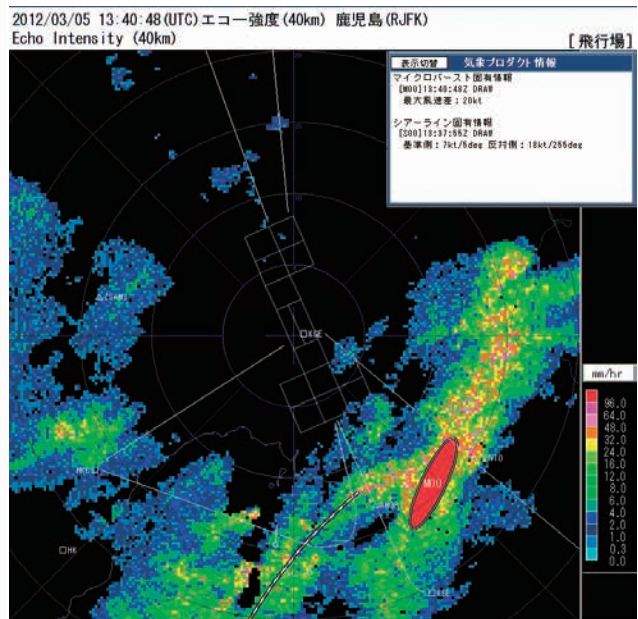 2012/03/05 13:40:48(UTC)エコー強度(40km) 鹿児島(RJFK)
Echo Intensity (40km)
[飛行場]
表示切替 気象プロダクト情報
マイクロバースト固有情報
[M00]13:40:48Z DRAW
最大風速差:20kt
シアーライン固有情報
[S00]13:37:55Z DRAW
基準側:7kt/5deg 反対側:18kt/266deg
KGE
M00
HK
mm/hr
96.0
64.0
48.0
32.0
24.0
16.0
12.0
8.0
6.0
4.0
2.0
1.0
0.3
0.0